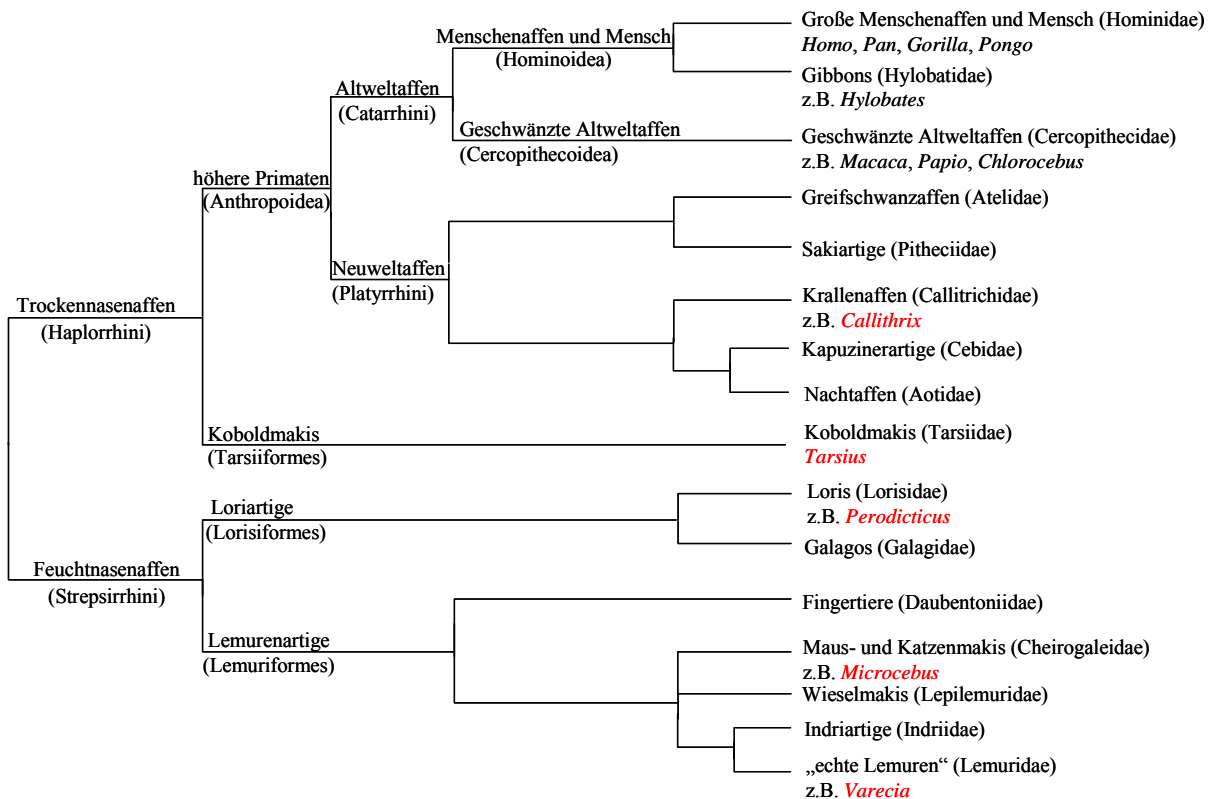 Große Menschenaffen und Mensch (Hominidae)
Homo, Pan, Gorilla, Pongo
Menschenaffen und Mensch
(Hominoidea)
Gibbons (Hylobatidae)
z.B. Hylobates
Altweltaffen
(Catarrhini)
Geschwänzte Altweltaffen
(Cercopithecoidea)
Geschwänzte Altweltaffen (Cercopithecidae)
z.B. Macaca, Papio, Chlorocebus
höhere Primaten
(Anthropoidea)
Greifschwanzaffen (Atelidae)
Sakiartige (Pitheciidae)
Neuweltaffen
(Platyrrhini)
Trockennasenaffen
(Haplorrhini)
Krallenaffen (Callitrichidae)
z.B. Callithrix
Kapuzinerartige (Cebidae)
Nachtaffen (Aotidae)
Koboldmakis
(Tarsiiformes)
Koboldmakis (Tarsiidae)
Tarsius
Loriartige
(Lorisiformes)
Loris (Lorisidae)
z.B. Perodicticus
Galagos (Galagidae)
Feuchtnasenaffen
(Strepsirrhini)
Fingertiere (Daubentoniidae)
Lemurenartige
(Lemuriformes)
Maus- und Katzenmakis (Cheirogaleidae)
z.B. Microcebus
Wieselmakis (Lepilemuridae)
Indriartige (Indriidae)
„echte Lemuren“ (Lemuridae)
z.B. Varecia